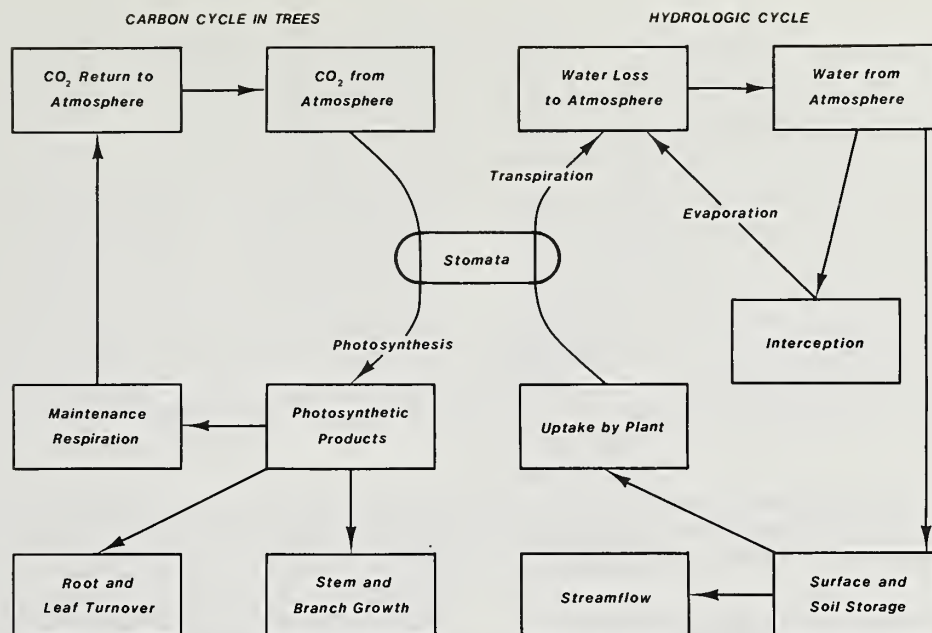 CARBON CYCLE IN TREES
HYDROLOGIC CYCLE
CO₂ Return to
Atmosphere
CO₂ from
Atmosphere
Water Loss
to Atmosphere
Water from
Atmosphere
Transpiration
Evaporation
Stomata
Interception
Photosynthesis
Maintenance
Respiration
Photosynthetic
Products
Uptake by Plant
Root and
Leaf Turnover
Stem and
Branch Growth
Streamflow
Surface and
Soil Storage